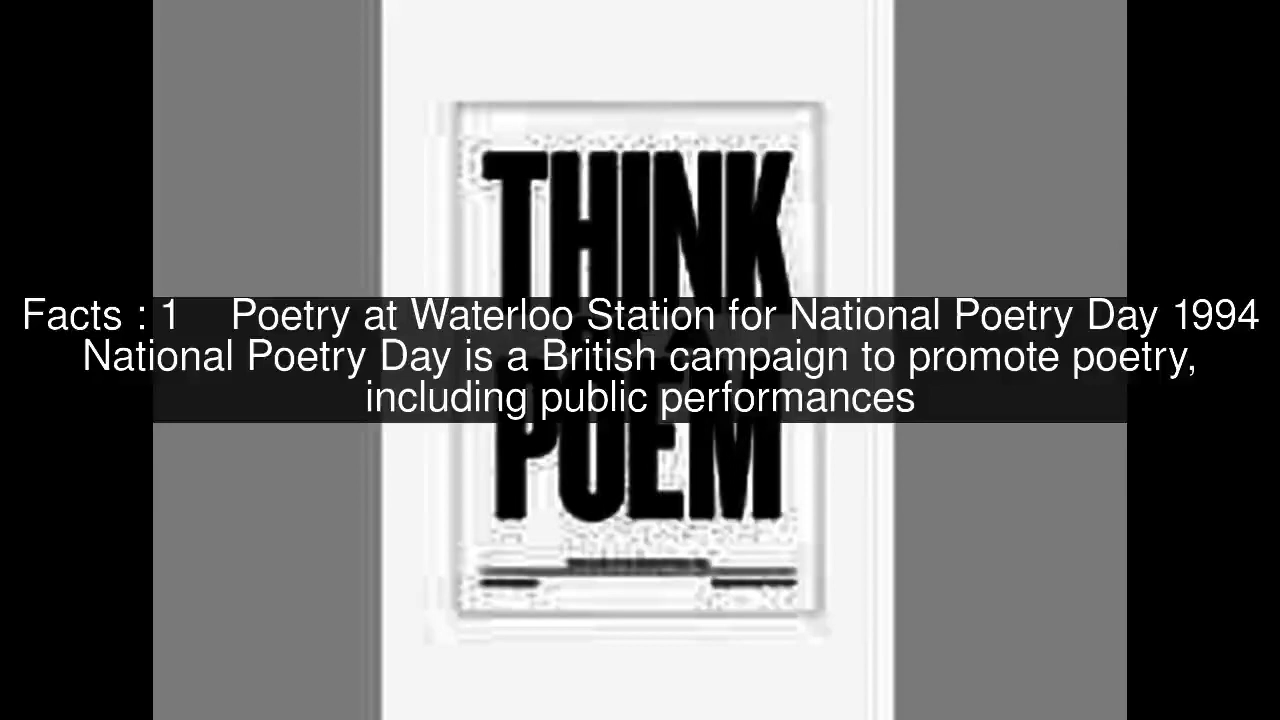 THINK
Facts : 1 Poetry at Waterloo Station for National Poetry Day 1994
National Poetry Day is a British campaign to promote poetry,
including public performances
POEM